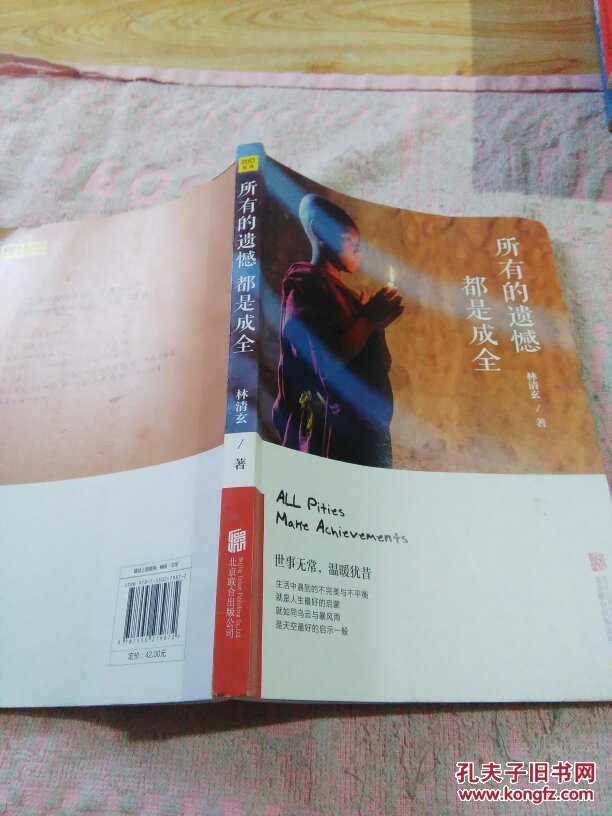 所有的遗憾
都是成全
林清玄/著
ALL Pities
Make Achievements
世事无常，温暖犹昔
生活中遇到的不完美与不平衡
就是人生最好的启蒙
就如同乌云与暴风雨
是天空最好的启示一般
所有的遗憾 都是成全
林清玄/著
北京联合出版公司
Beijing United Publishing Co.,Ltd.
定价：42.00元
孔夫子旧书网
www.kongfz.com